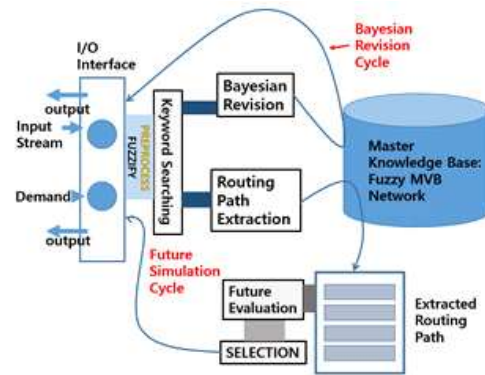 I/O
Interface
output
Input
Stream
Demand
output
PREPROCESS
FUZZIFY
Keyword Searching
Bayesian
Revision
Routing
Path
Extraction
Bayesian
Revision
Cycle
Master
Knowledge Base:
Fuzzy MVB
Network
Future
Simulation
Cycle
Future
Evaluation
SELECTION
Extracted
Routing
Path